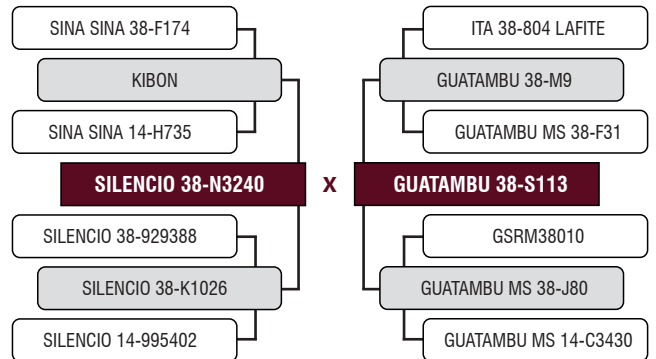 SINA SINA 38-F174
KIBON
SINA SINA 14-H735
SILENCIO 38-N3240
SILENCIO 38-929388
SILENCIO 38-K1026
SILENCIO 14-995402
X
ITA 38-804 LAFITE
GUATAMBU 38-M9
GUATAMBU MS 38-F31
GUATAMBU 38-S113
GSRM38010
GUATAMBU MS 38-J80
GUATAMBU MS 14-C3430